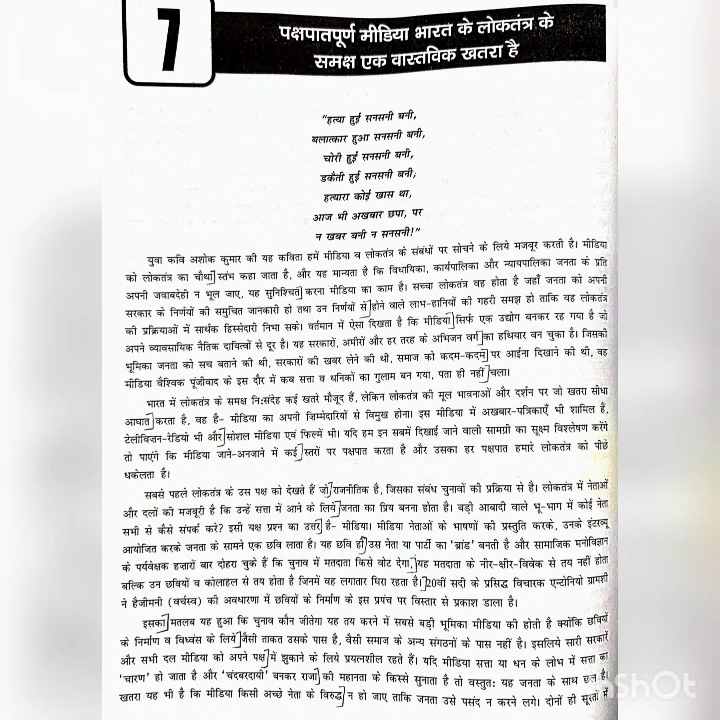 7
पक्षपातपूर्ण मीडिया भारत के लोकतंत्र के
समक्ष एक वास्तविक खतरा है
"हत्या हुई सनसनी बनी,
बलात्कार हुआ सनसनी बनी,
चोरी हुई सनसनी बनी,
डकैती हुई सनसनी बनी,
हत्यारा कोई खास था,
आज भी अखबार छपा, पर
न खबर बनी न सनसनी!"
युवा कवि अशोक कुमार की यह कविता हमें मीडिया व लोकतंत्र के संबंधों पर सोचने के लिये मजबूर करती है। मीडिया
को लोकतंत्र का चौथा स्तंभ कहा जाता है, और यह मान्यता है कि विधायिका, कार्यपालिका और न्यायपालिका जनता के प्रति
अपनी जवाबदेही न भूल जाए, यह सुनिश्चित करना मीडिया का काम है। सच्चा लोकतंत्र वह होता है जहाँ जनता को अपनी
सरकार के निर्णयों की समुचित जानकारी हो तथा उन निर्णयों से होने वाले लाभ-हानियों की गहरी समझ हो ताकि वह लोकतंत्र
की प्रक्रियाओं में सार्थक हिस्सेदारी निभा सके। वर्तमान में ऐसा दिखता है कि मीडिया सिर्फ एक उद्योग बनकर रह गया है जो
अपने व्यावसायिक नैतिक दायित्वों से दूर है। यह सरकारों, अमीरों और हर तरह के अभिजन वर्ग का हथियार बन चुका है। जिसकी
भूमिका जनता को सच बताने की थी, सरकारों की खबर लेने की थी, समाज को कदम-कदम पर आईना दिखाने की थी, वह
मीडिया वैश्विक पूंजीवाद के इस दौर में कब सत्ता व धनिकों का गुलाम बन गया, पता ही नहीं चला।
भारत में लोकतंत्र के समक्ष नि:संदेह कई खतरे मौजूद हैं, लेकिन लोकतंत्र की मूल भावनाओं और दर्शन पर जो खतरा सीधा
आघात करता है, वह है- मीडिया का अपनी जिम्मेदारियों से विमुख होना। इस मीडिया में अखबार-पत्रिकाएँ भी शामिल हैं,
टेलीविजन-रेडियो भी और सोशल मीडिया एवं फिल्में भी। यदि हम इन सबमें दिखाई जाने वाली सामग्री का सूक्ष्म विश्लेषण करेंगे
तो पाएंगे कि मीडिया जाने-अनजाने में कई स्तरों पर पक्षपात करता है और उसका हर पक्षपात हमारे लोकतंत्र को पीछे
धकेलता है।
सबसे पहले लोकतंत्र के उस पक्ष को देखते हैं जो राजनीतिक है, जिसका संबंध चुनावों की प्रक्रिया से है। लोकतंत्र में नेताओं
और दलों की मजबूरी है कि उन्हें सत्ता में आने के लिये जनता का प्रिय बनना होता है। बड़ी आबादी वाले भू-भाग में कोई नेता
सभी से कैसे संपर्क करे? इसी यक्ष प्रश्न का उत्तर है- मीडिया। मीडिया नेताओं के भाषणों की प्रस्तुति करके, उनके इंटरव्यू
आयोजित करके जनता के सामने एक छवि लाता है। यह छवि ही उस नेता या पार्टी का 'ब्रांड' बनती है और सामाजिक मनोविज्ञान
के पर्यवेक्षक हजारों बार दोहरा चुके हैं कि चुनाव में मतदाता किसे वोट देगा, यह मतदाता के नीर-क्षीर-विवेक से तय नहीं होता
बल्कि उन छवियों व कोलाहल से तय होता है जिनमें वह लगातार घिरा रहता है। 20वीं सदी के प्रसिद्ध विचारक एन्टोनियो ग्रामशी
ने हैजीमनी (वर्चस्व) की अवधारणा में छवियों के निर्माण के इस प्रपंच पर विस्तार से प्रकाश डाला है।
इसका मतलब यह हुआ कि चुनाव कौन जीतेगा यह तय करने में सबसे बड़ी भूमिका मीडिया की होती है क्योंकि छवियों
के निर्माण व विध्वंस के लिये जैसी ताकत उसके पास है, वैसी समाज के अन्य संगठनों के पास नहीं है। इसलिये सारी सरकारें
और सभी दल मीडिया को अपने पक्ष में झुकाने के लिये प्रयत्नशील रहते हैं। यदि मीडिया सत्ता या धन के लोभ में सत्ता का
'चारण' हो जाता है और 'चंदबरदायी' बनकर राजा की महानता के किस्से सुनाता है तो वस्तुत: यह जनता के साथ छल है।
खतरा यह भी है कि मीडिया किसी अच्छे नेता के विरुद्ध न हो जाए ताकि जनता उसे पसंद न करने लगे। दोनों ही सूरतों में
ShOt